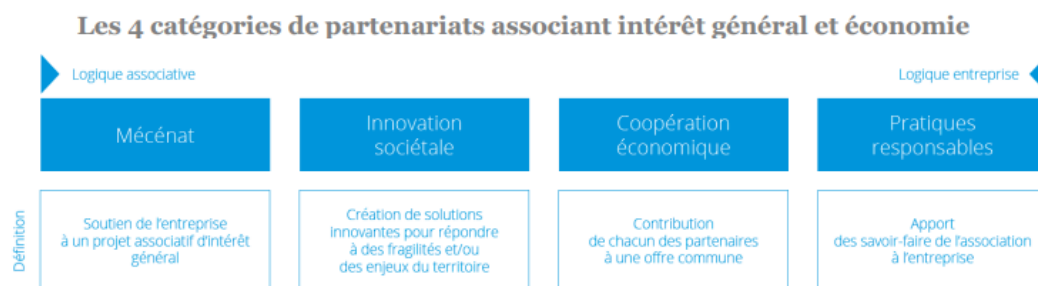 Les 4 catégories de partenariats associant intérêt général et économie
Logique associative
Logique entreprise
Mécénat
Innovation
sociétale
Coopération
économique
Pratiques
responsables
Définition
Soutien de l'entreprise
à un projet associatif d'intérêt
général
Création de solutions
innovantes pour répondre
à des fragilités et/ou
des enjeux du territoire
Contribution
de chacun des partenaires
à une offre commune
Apport
des savoir-faire de l'association
à l'entreprise